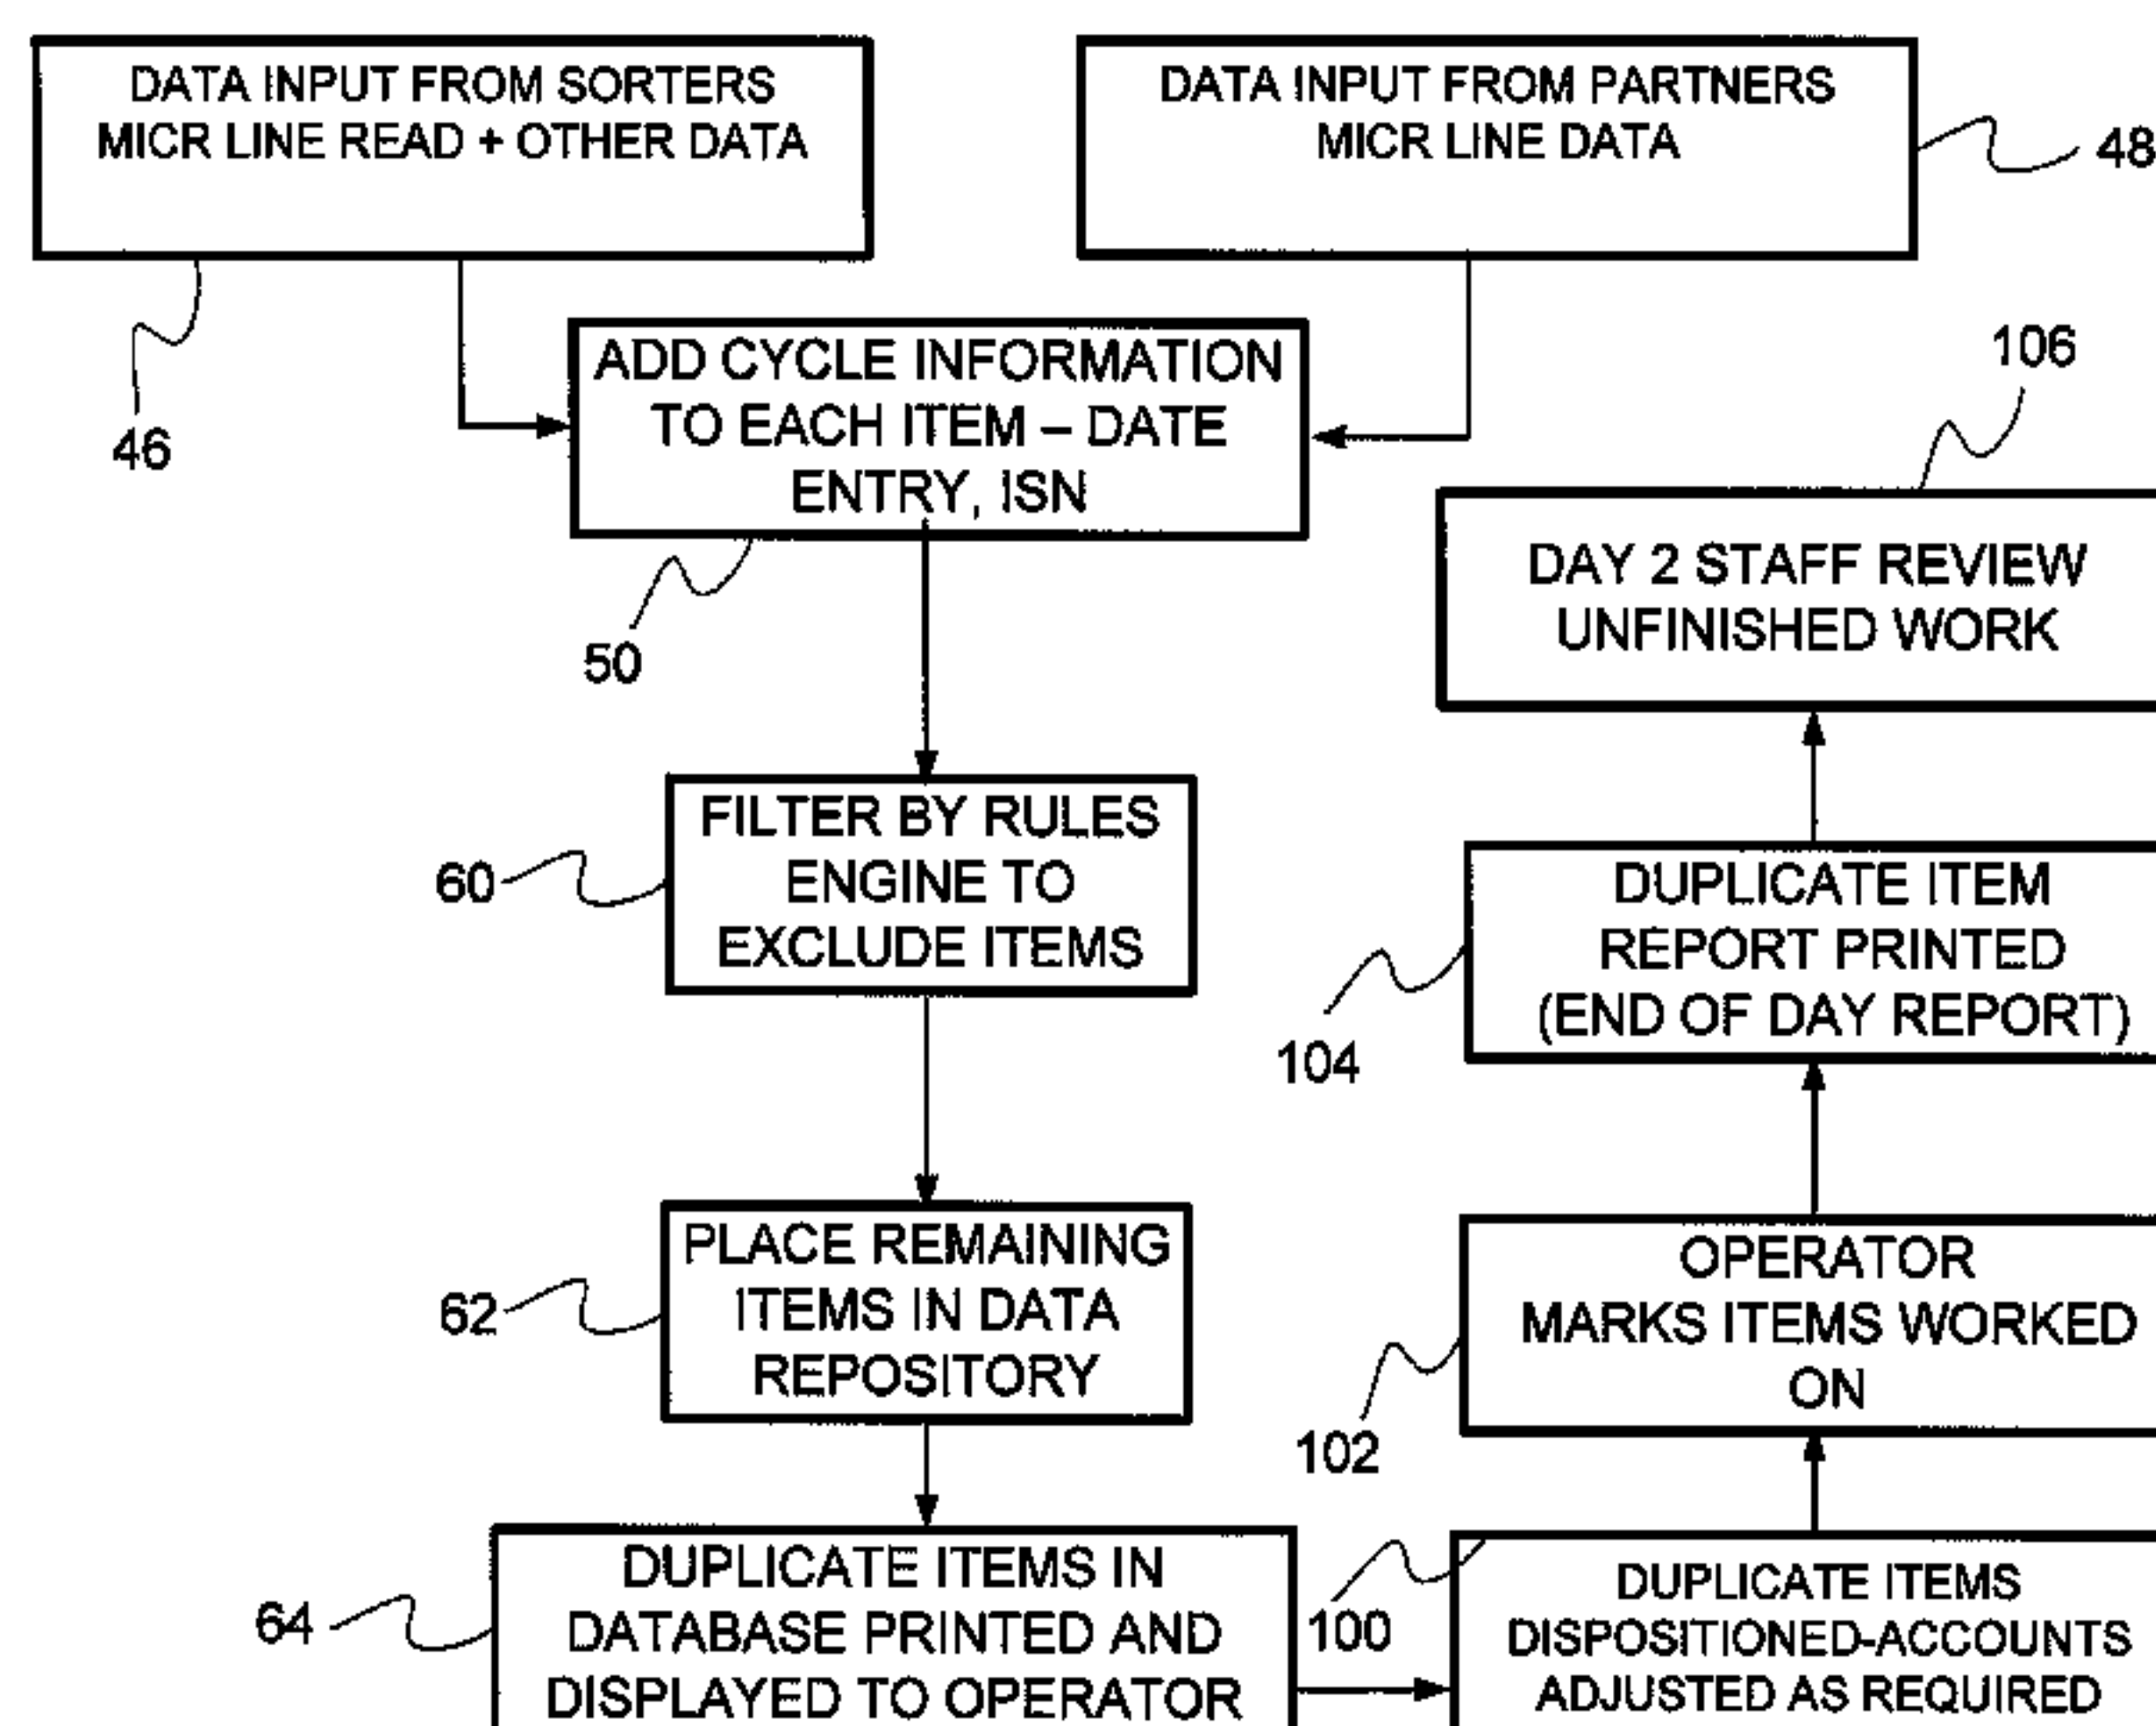 DATA INPUT FROM SORTERS
MICR LINE READ + OTHER DATA
46
DATA INPUT FROM PARTNERS
MICR LINE DATA
48
ADD CYCLE INFORMATION
TO EACH ITEM – DATE
ENTRY, ISN
50
FILTER BY RULES
ENGINE TO
EXCLUDE ITEMS
60
PLACE REMAINING
ITEMS IN DATA
REPOSITORY
62
DUPLICATE ITEMS IN
DATABASE PRINTED AND
DISPLAYED TO OPERATOR
64
DUPLICATE ITEMS
DISPOSITIONED-ACCOUNTS
ADJUSTED AS REQUIRED
100
OPERATOR
MARKS ITEMS WORKED
ON
102
DUPLICATE ITEM
REPORT PRINTED
(END OF DAY REPORT)
104
DAY 2 STAFF REVIEW
UNFINISHED WORK
106